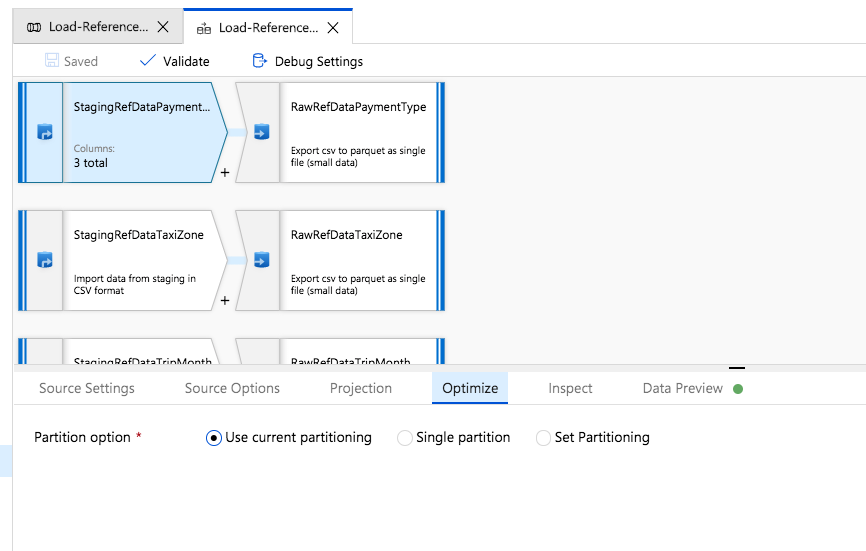 Load-Reference...
Load-Reference...
Saved
Validate
Debug Settings
StagingRefDataPayment...
Columns:
3 total
+
RawRefDataPaymentType
Export csv to parquet as single
file (small data)
StagingRefDataTaxiZone
Import data from staging in
CSV format
+
RawRefDataTaxiZone
Export csv to parquet as single
file (small data)
StagingRefDataTripMonth
RawRefDataTripMonth
Source Settings
Source Options
Projection
Optimize
Inspect
Data Preview
Partition option *
Use current partitioning
Single partition
Set Partitioning